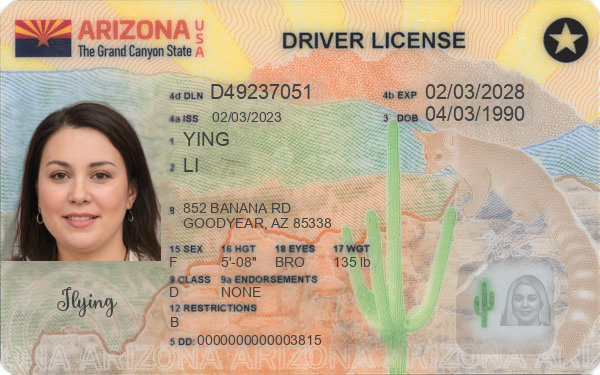 ARIZONA USA
The Grand Canyon State
DRIVER LICENSE
4d DLN D49237051 4b EXP 02/03/2028
4a ISS 02/03/2023 3 DOB 04/03/1990
1 YING
2 LI
8 852 BANANA RD
GOODYEAR, AZ 85338
15 SEX 16 HGT 18 EYES 17 WGT
F 5'-08" BRO 135 lb
9 CLASS 9a ENDORSEMENTS
D NONE
12 RESTRICTIONS
B
5 DD: 0000000000003815
ARIZONA ARIZONA ARIZONA